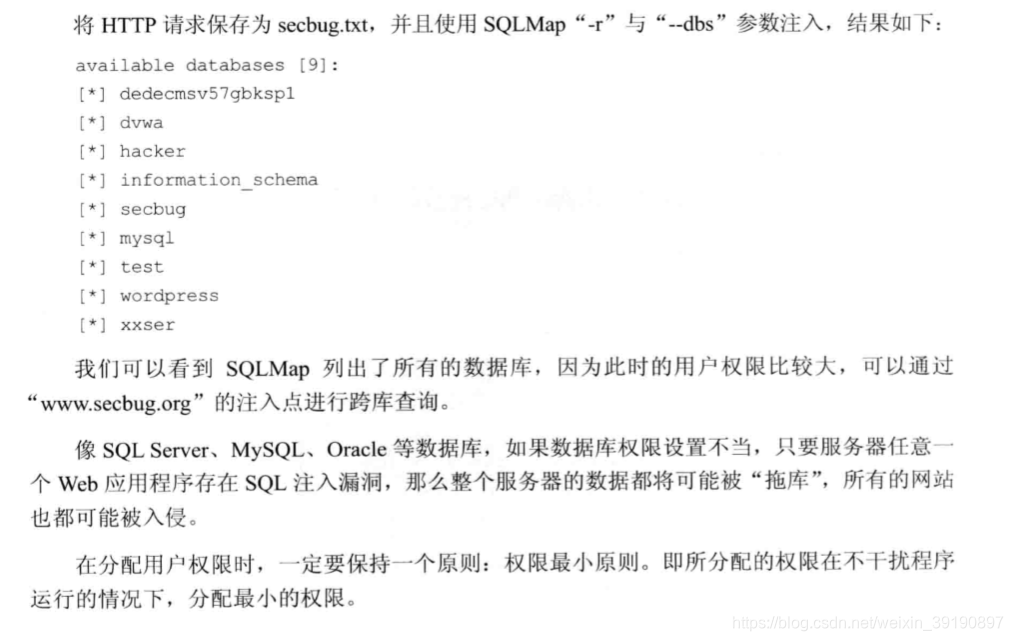 将 HTTP 请求保存为 secbug.txt，并且使用 SQLMap “-r”与“--dbs”参数注入，结果如下：
available databases [9]:
[*] dedecmsv57gbksp1
[*] dvwa
[*] hacker
[*] information_schema
[*] secbug
[*] mysql
[*] test
[*] wordpress
[*] xxser
我们可以看到 SQLMap 列出了所有的数据库，因为此时的用户权限比较大，可以通过
“www.secbug.org”的注入点进行跨库查询。
像 SQL Server、MySQL、Oracle 等数据库，如果数据库权限设置不当，只要服务器任意一
个 Web 应用程序存在 SQL 注入漏洞，那么整个服务器的数据都将可能被“拖库”，所有的网站
也都可能被入侵。
在分配用户权限时，一定要保持一个原则：权限最小原则。即所分配的权限在不干扰程序
运行的情况下，分配最小的权限。
https://blog.csdn.net/weixin_39190897